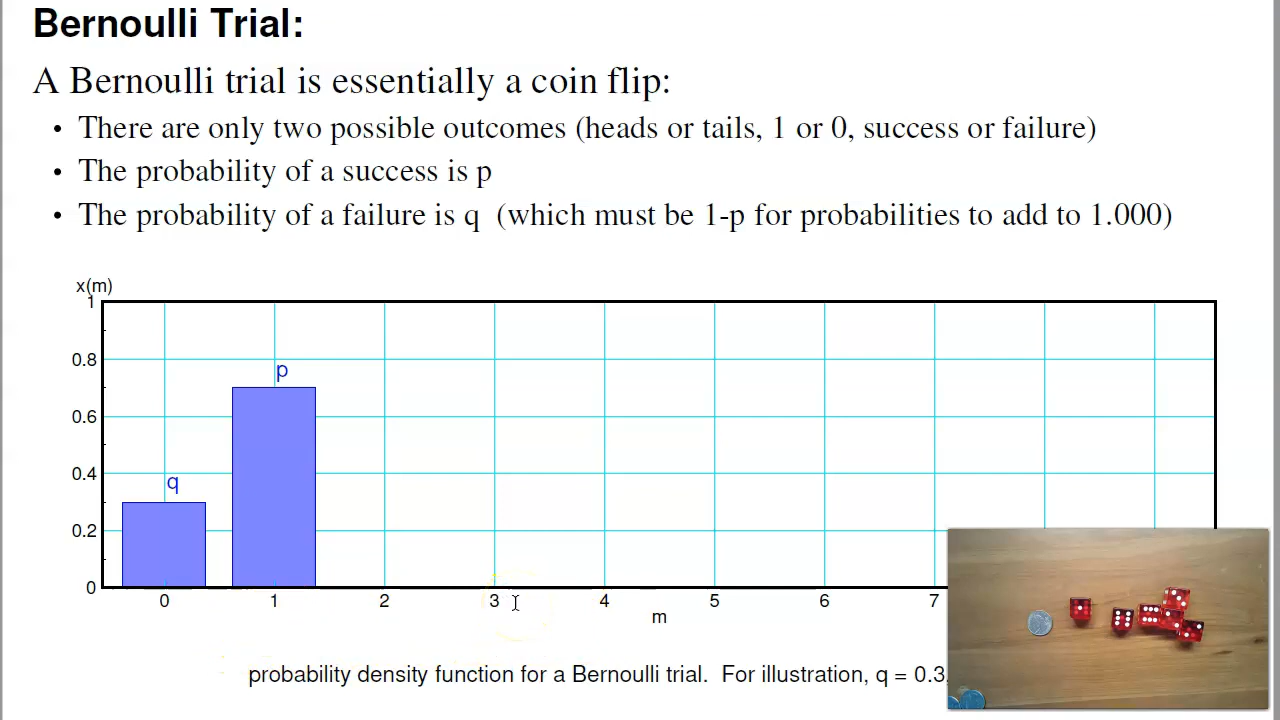 Bernoulli Trial:
A Bernoulli trial is essentially a coin flip:
• There are only two possible outcomes (heads or tails, 1 or 0, success or failure)
• The probability of a success is p
• The probability of a failure is q (which must be 1-p for probabilities to add to 1.000)
x(m)
1
0.8
p
0.6
0.4
q
0.2
0
0 1 2 3 4 5 6 7
m
probability density function for a Bernoulli trial. For illustration, q = 0.3,